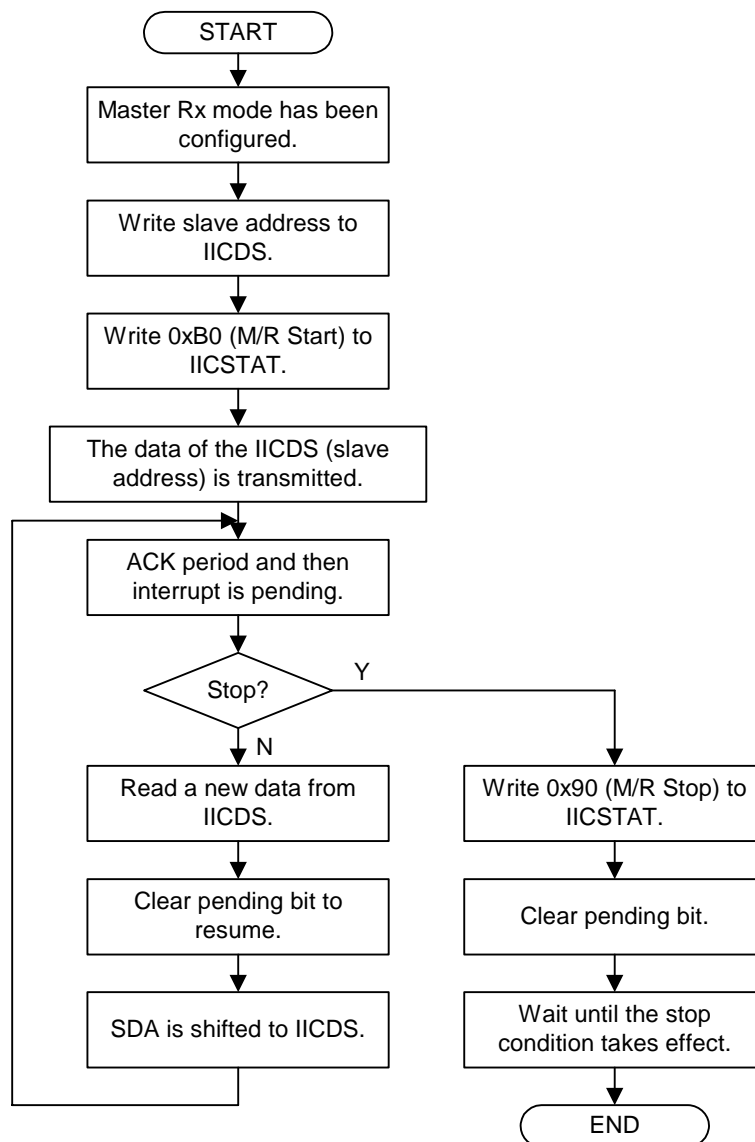 START
Master Rx mode has been
configured.
Write slave address to
IICDS.
Write 0xB0 (M/R Start) to
IICSTAT.
The data of the IICDS (slave
address) is transmitted.
ACK period and then
interrupt is pending.
Stop?
Y
N
Read a new data from
IICDS.
Clear pending bit to
resume.
SDA is shifted to IICDS.
Write 0x90 (M/R Stop) to
IICSTAT.
Clear pending bit.
Wait until the stop
condition takes effect.
END